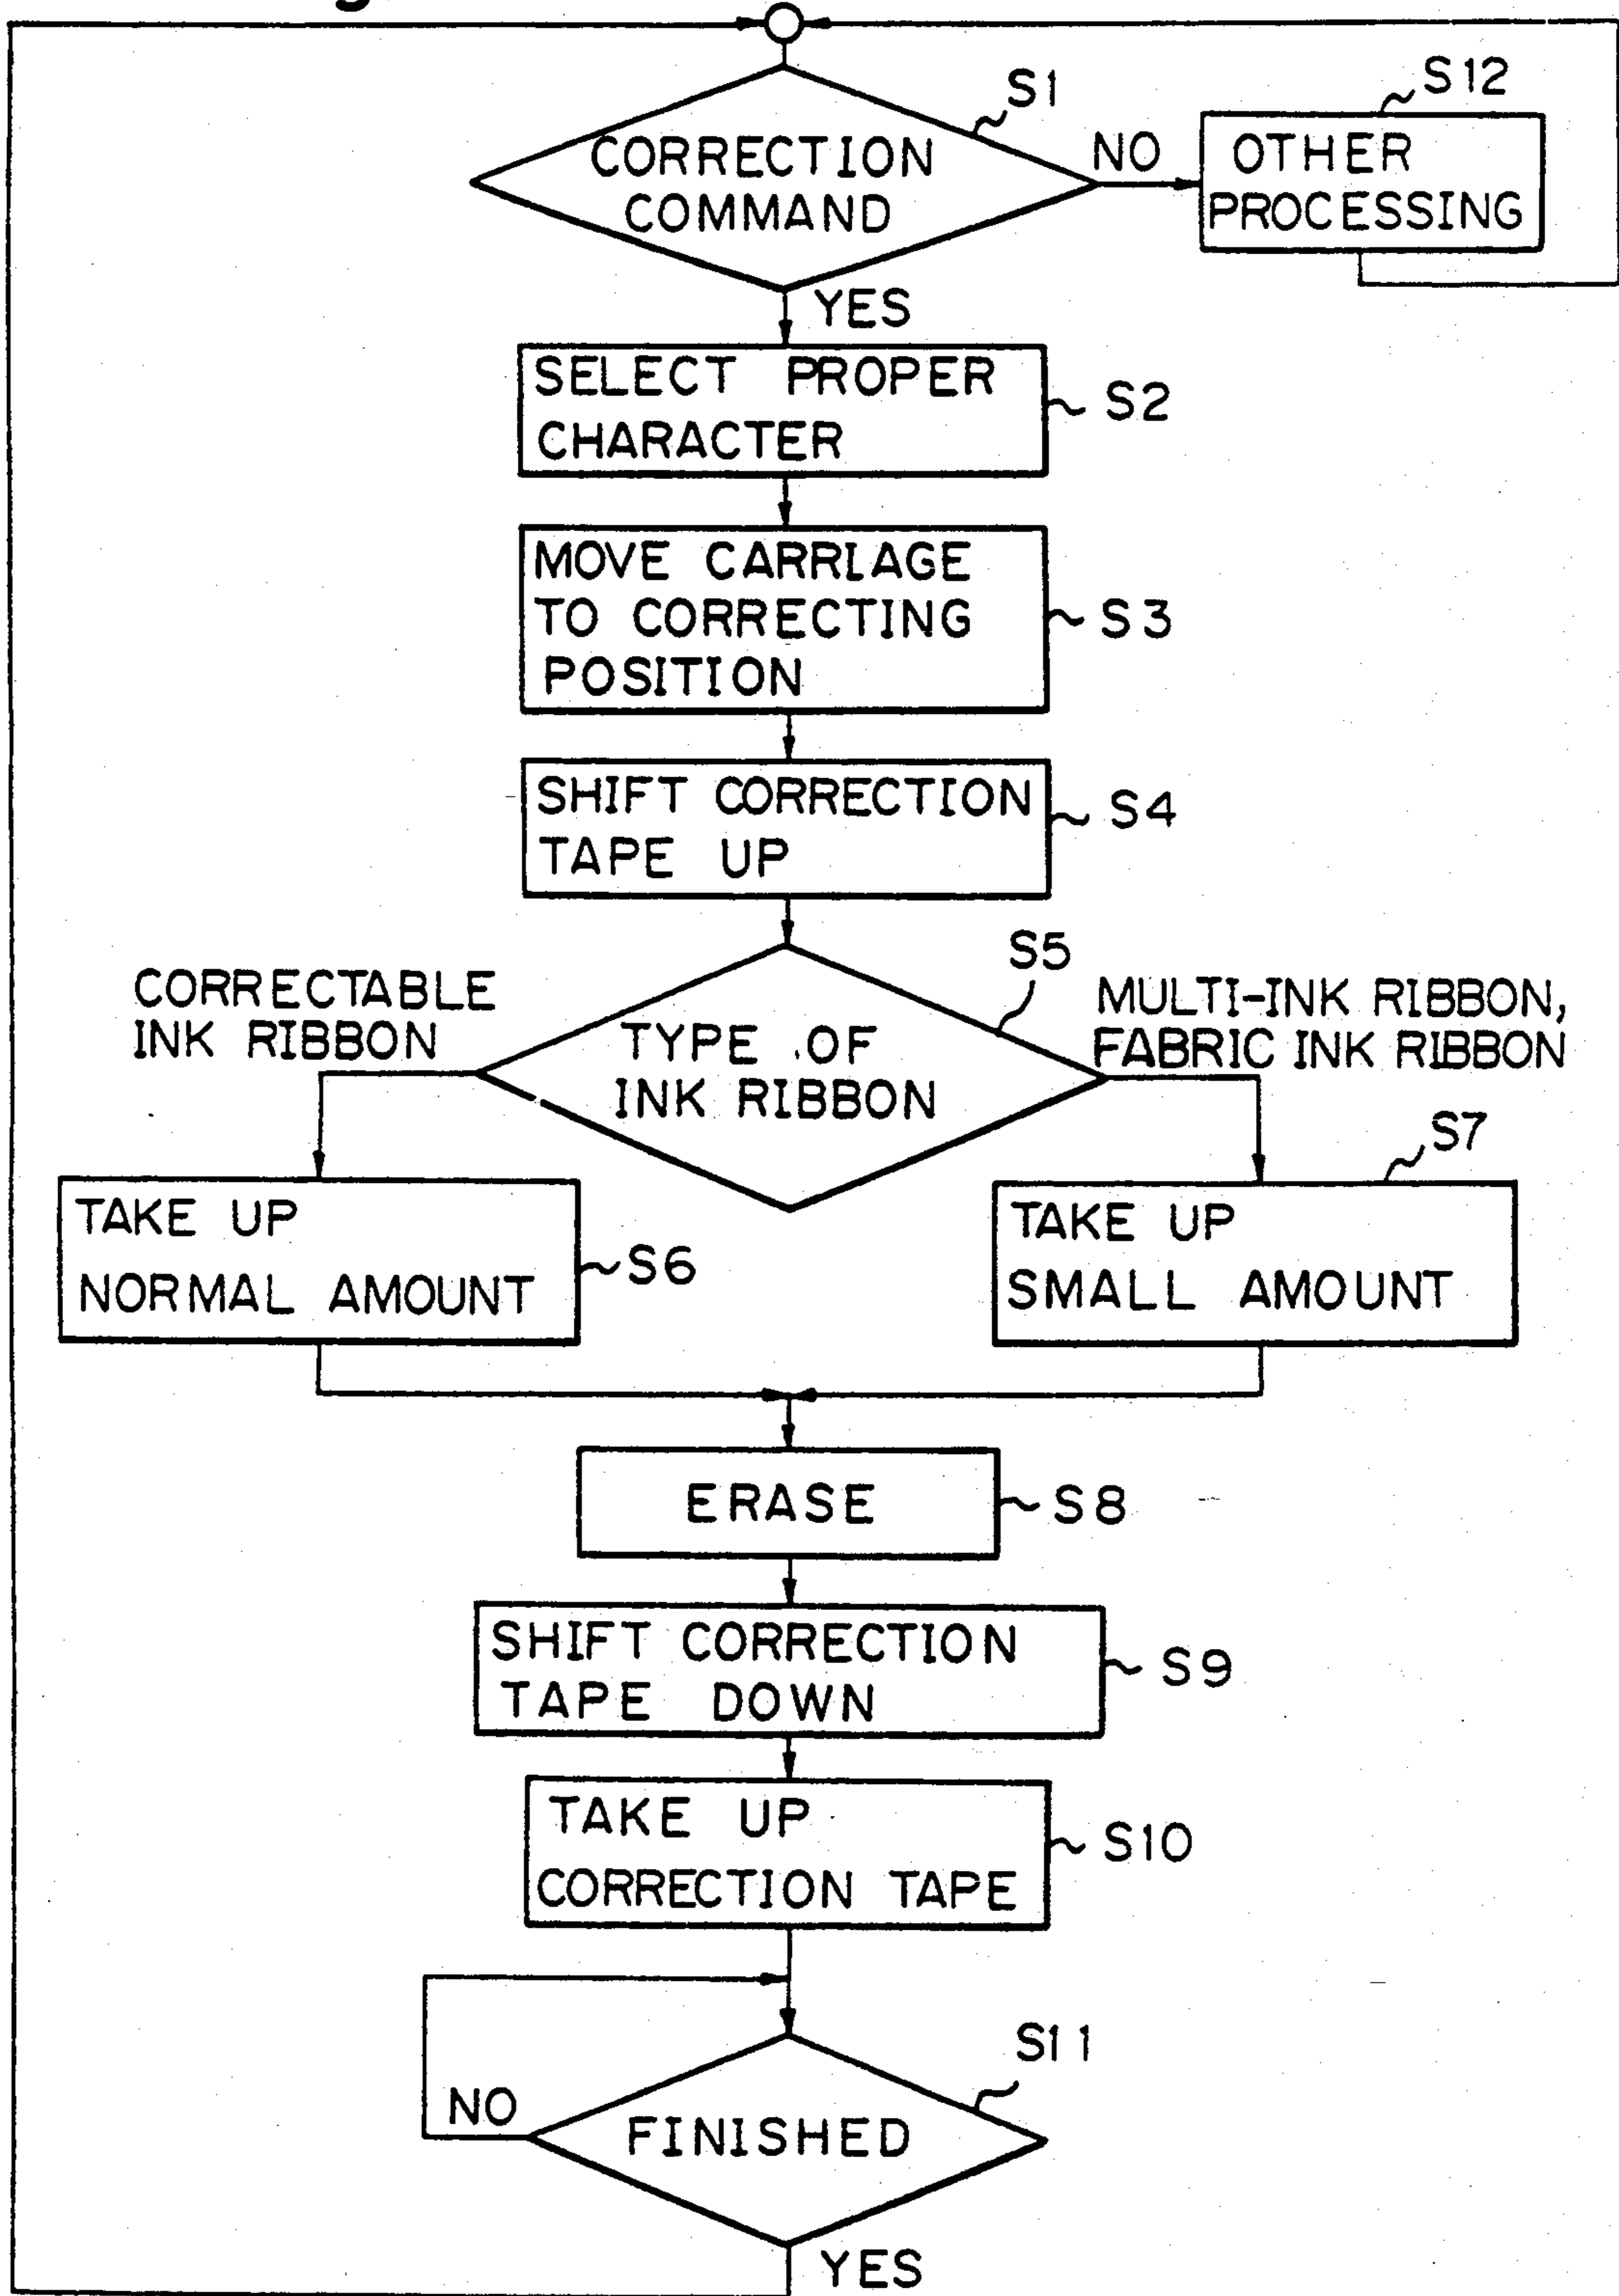 S1
CORRECTION
COMMAND
NO
S12
OTHER
PROCESSING
YES
SELECT PROPER
CHARACTER
S2
MOVE CARRIAGE
TO CORRECTING
POSITION
S3
SHIFT CORRECTION
TAPE UP
S4
S5
CORRECTABLE
INK RIBBON
TYPE OF
INK RIBBON
MULTI-INK RIBBON,
FABRIC INK RIBBON
TAKE UP
NORMAL AMOUNT
S6
S7
TAKE UP
SMALL AMOUNT
ERASE
S8
SHIFT CORRECTION
TAPE DOWN
S9
TAKE UP
CORRECTION TAPE
S10
S11
NO
FINISHED
YES